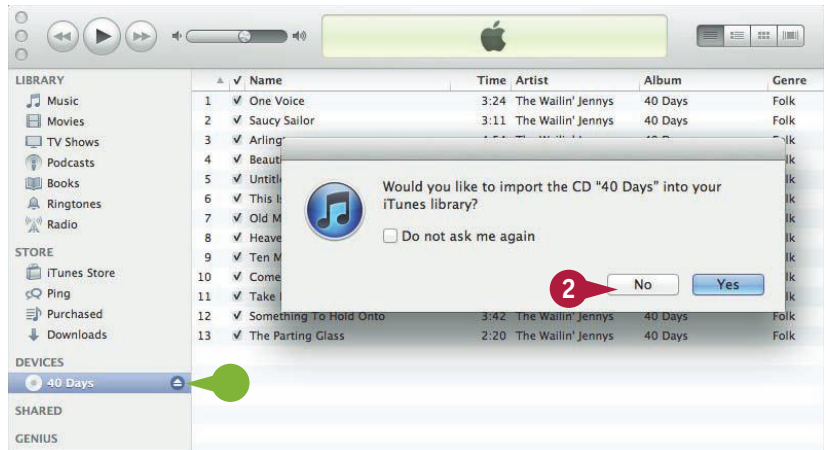 LIBRARY
Music
Movies
TV Shows
Podcasts
Books
Ringtones
Radio
STORE
iTunes Store
Ping
Purchased
Downloads
DEVICES
40 Days
SHARED
GENIUS
Name Time Artist Album Genre
1 One Voice 3:24 The Wailin' Jennys 40 Days Folk
2 Saucy Sailor 3:11 The Wailin' Jennys 40 Days Folk
3
4
5
6 This
7 Old
8
9 Ten
10 Come
11 Take
12 Something To Hold Onto 3:42 The Wailin' Jennys 40 Days Folk
13 The Parting Glass 2:20 The Wailin' Jennys 40 Days Folk
Would you like to import the CD "40 Days" into your
iTunes library?
Do not ask me again
2
No Yes